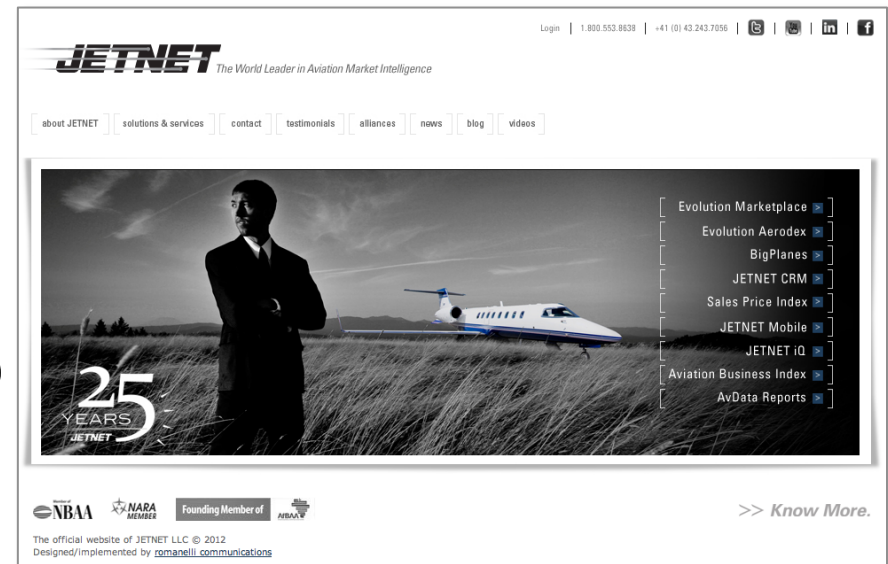 Login 1.800.553.8638 +41 (0) 43.243.7056
JETNET The World Leader in Aviation Market Intelligence
about JETNET solutions & services contact testimonials alliances news blog videos
Evolution Marketplace >
Evolution Aerodex >
BigPlanes >
JETNET CRM >
Sales Price Index >
JETNET Mobile >
JETNET iQ >
Aviation Business Index >
AvData Reports >
25
YEARS
JETNET
Member of
NBAA
NARA
MEMBER
Founding Member of
AfBAA
>> Know More.
The official website of JETNET LLC © 2012
Designed/implemented by romanelli communications